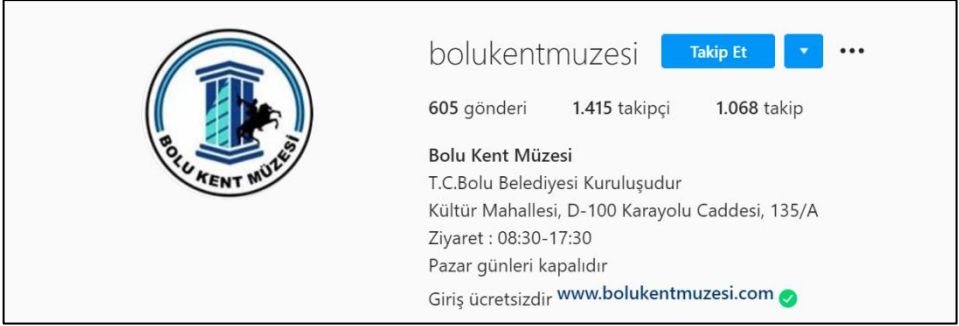 bolukentmuzesi Takip Et
605 gönderi 1.415 takipçi 1.068 takip
Bolu Kent Müzesi
T.C.Bolu Belediyesi Kuruluşudur
Kültür Mahallesi, D-100 Karayolu Caddesi, 135/A
Ziyaret : 08:30-17:30
Pazar günleri kapalıdır
Giriş ücretsizdir www.bolukentmuzesi.com
BOLU KENT MÜZESİ